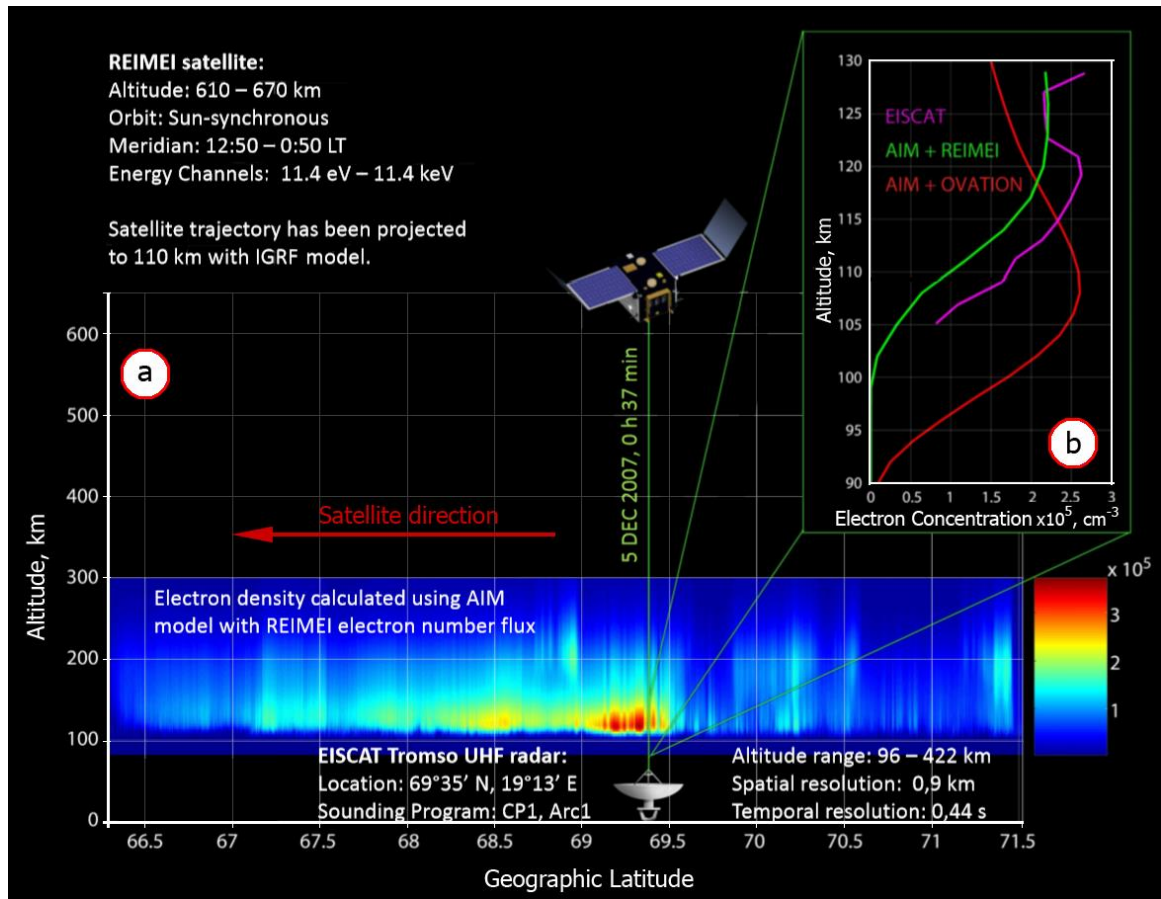 REIMEI satellite:
Altitude: 610 – 670 km
Orbit: Sun-synchronous
Meridian: 12:50 – 0:50 LT
Energy Channels: 11.4 eV – 11.4 keV
Satellite trajectory has been projected
to 110 km with IGRF model.
a
Altitude, km
600
500
400
300
200
100
0
5 DEC 2007, 0 h 37 min
Satellite direction
Electron density calculated using AIM
model with REIMEI electron number flux
EISCAT Tromso UHF radar:
Location: 69°35’ N, 19°13’ E
Sounding Program: CP1, Arc1
Altitude range: 96 – 422 km
Spatial resolution: 0,9 km
Temporal resolution: 0,44 s
66.5 67 67.5 68 68.5 69 69.5 70 70.5 71 71.5
Geographic Latitude
x 10⁵
3
2
1
130
125
120
115
110
105
100
95
90
Altitude, km
EISCAT
AIM + REIMEI
AIM + OVATION
b
0 0.5 1 1.5 2 2.5 3
Electron Concentration x10⁵, cm⁻³